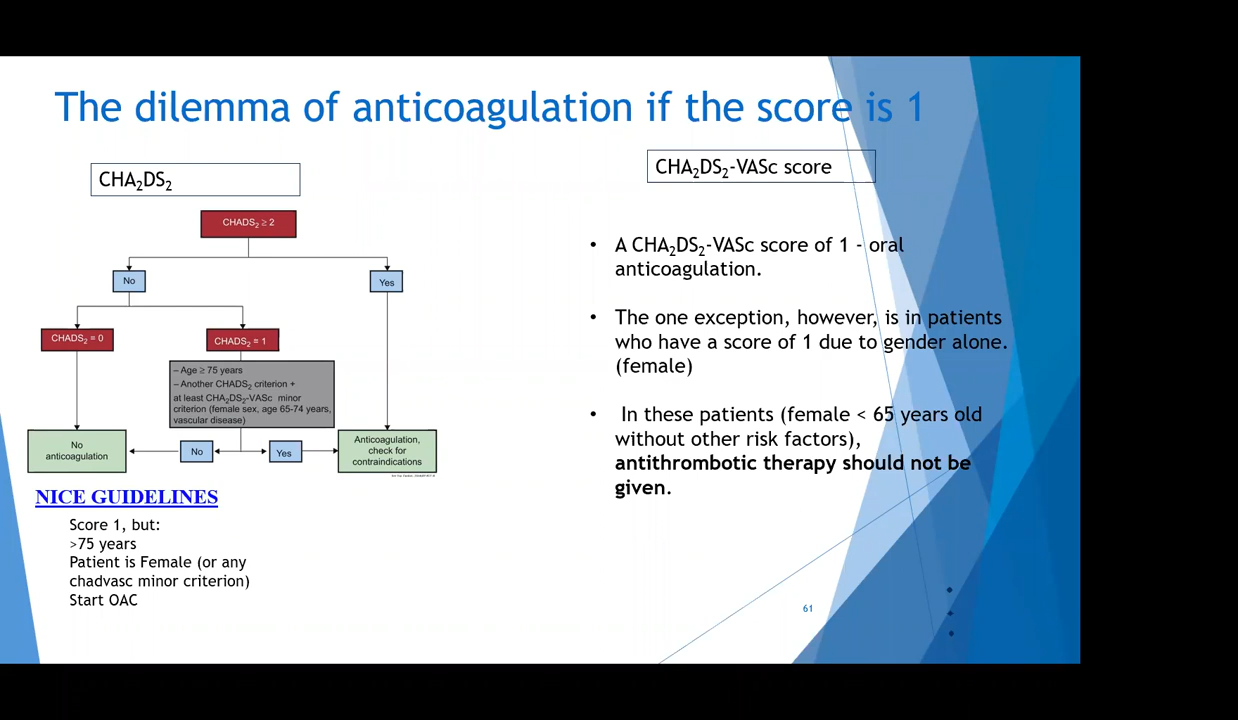 The dilemma of anticoagulation if the score is 1
CHA2DS2
CHADS2 ≥ 2
No
Yes
CHADS2 = 0
CHADS2 = 1
– Age ≥ 75 years
– Another CHADS2 criterion +
at least CHA2DS2-VASc minor
criterion (female sex, age 65-74 years,
vascular disease)
No
anticoagulation
No
Yes
Anticoagulation,
check for
contraindications
NICE GUIDELINES
Score 1, but:
>75 years
Patient is Female (or any
chadvasc minor criterion)
Start OAC
CHA2DS2-VASc score
• A CHA2DS2-VASc score of 1 - oral
anticoagulation.
• The one exception, however, is in patients
who have a score of 1 due to gender alone.
(female)
• In these patients (female < 65 years old
without other risk factors),
antithrombotic therapy should not be
given.
61